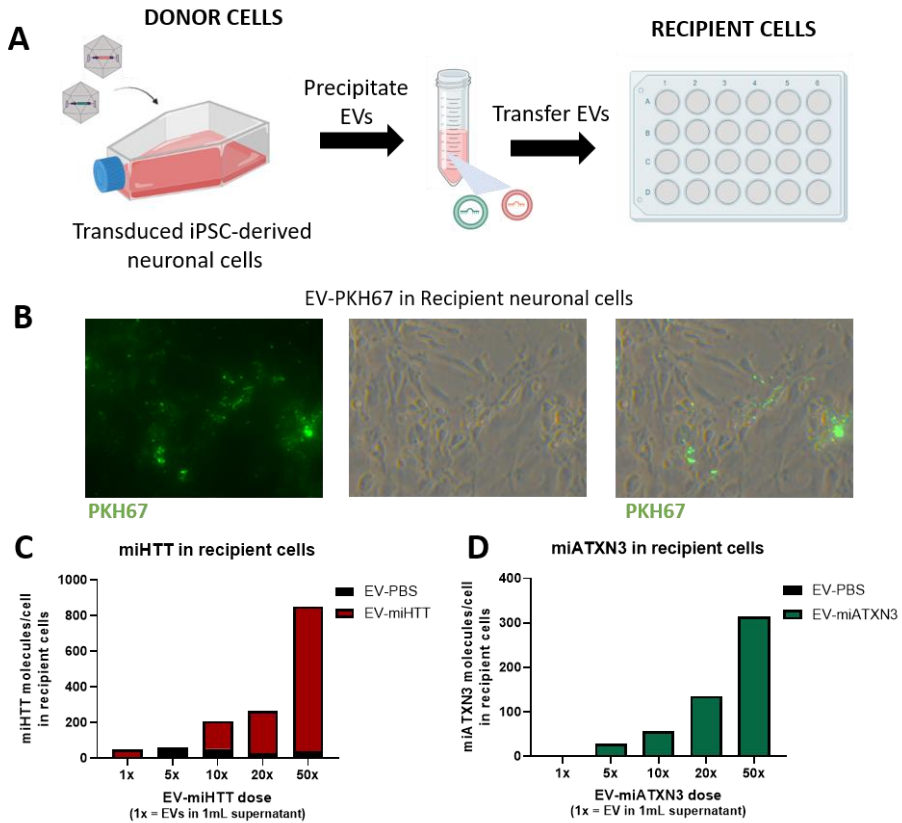 A
DONOR CELLS
RECIPIENT CELLS
Precipitate
EVs
Transfer EVs
1 2 3 4 5 6
A
B
C
D
Transduced iPSC-derived
neuronal cells
EV-PKH67 in Recipient neuronal cells
B
PKH67
PKH67
C
miHTT in recipient cells
miHTT molecules/cell
in recipient cells
1000
800
600
400
200
0
1x 5x 10x 20x 50x
EV-PBS
EV-miHTT
EV-miHTT dose
(1x = EVs in 1mL supernatant)
D
miATXN3 in recipient cells
miATXN3 molecules/cell
in recipient cells
400
300
200
100
0
1x 5x 10x 20x 50x
EV-PBS
EV-miATXN3
EV-miATXN3 dose
(1x = EV in 1mL supernatant)